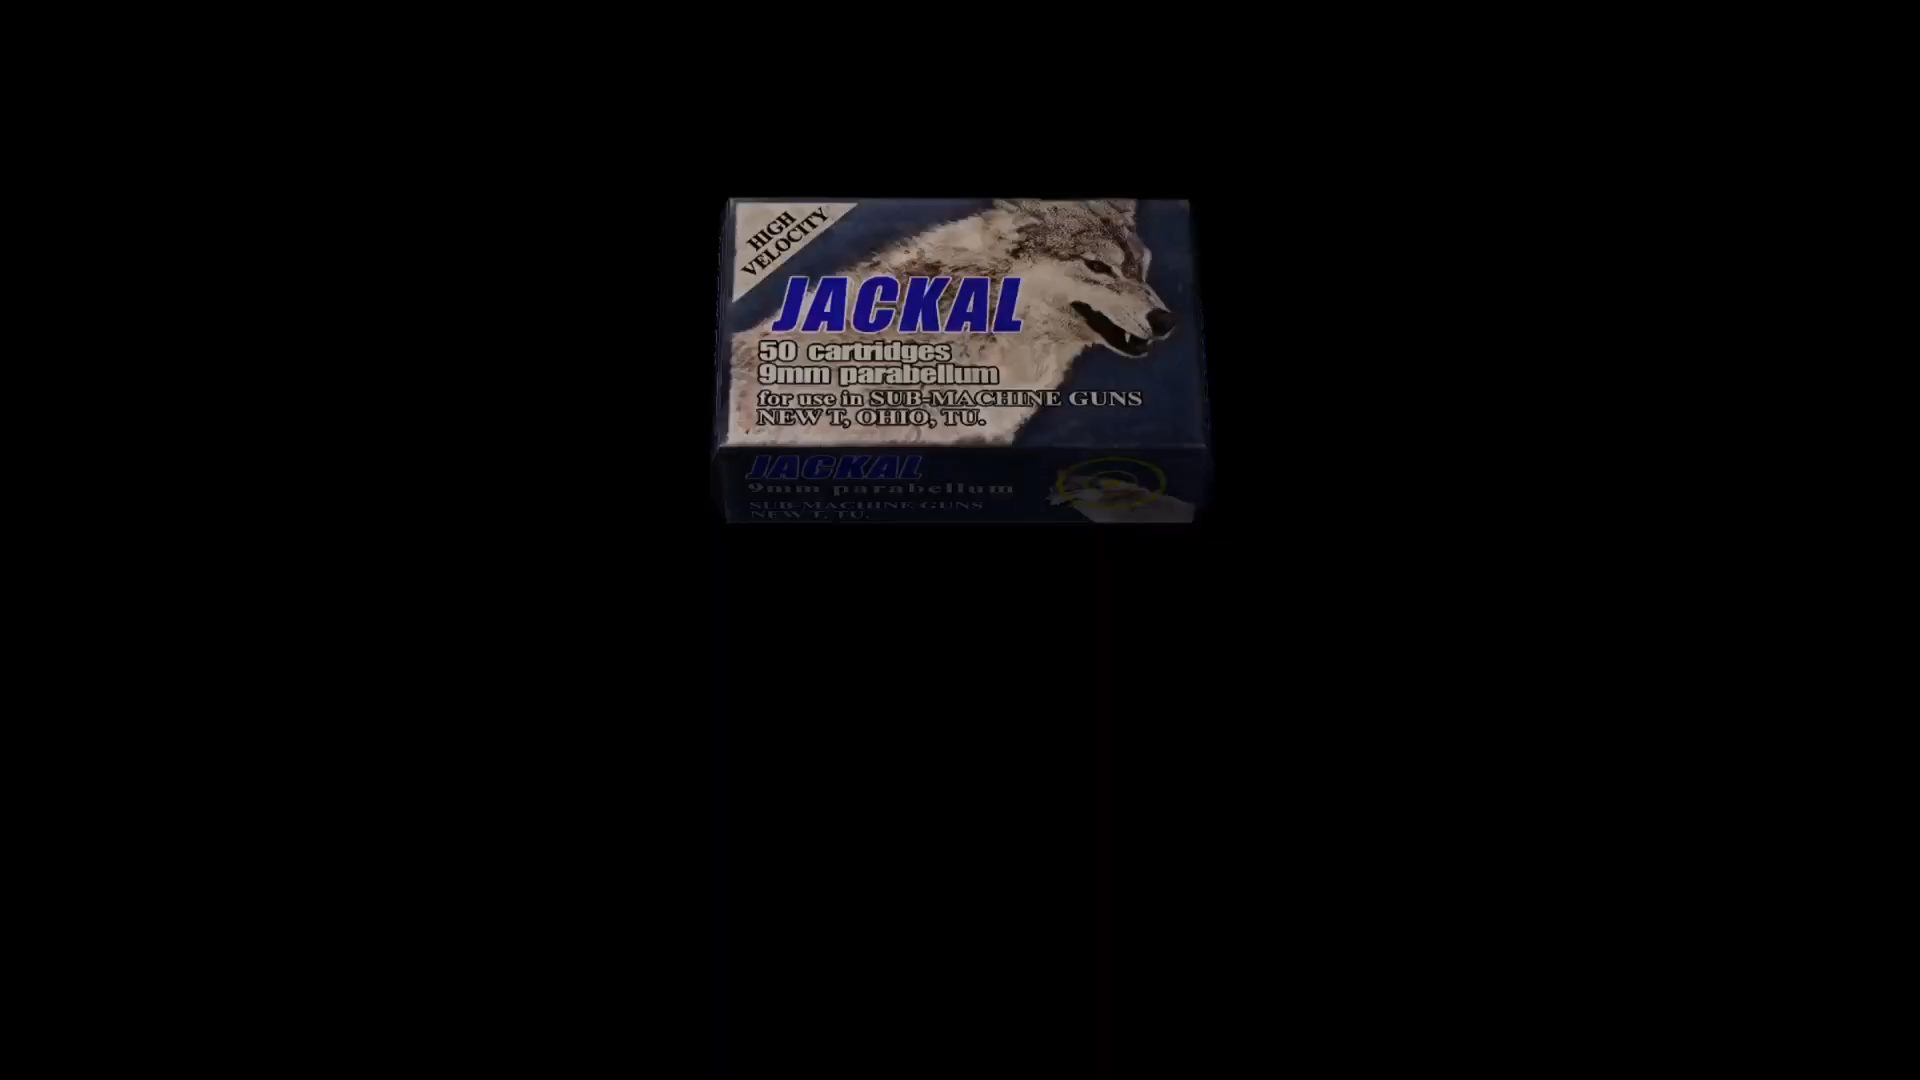 HIGH
VELOCITY
JACKAL
50 cartridges
9mm parabellum
for use in SUB-MACHINE GUNS
NEW T, OHIO, TU.
JACKAL
9mm parabellum
SUB-MACHINE GUNS
NEW T, TU.